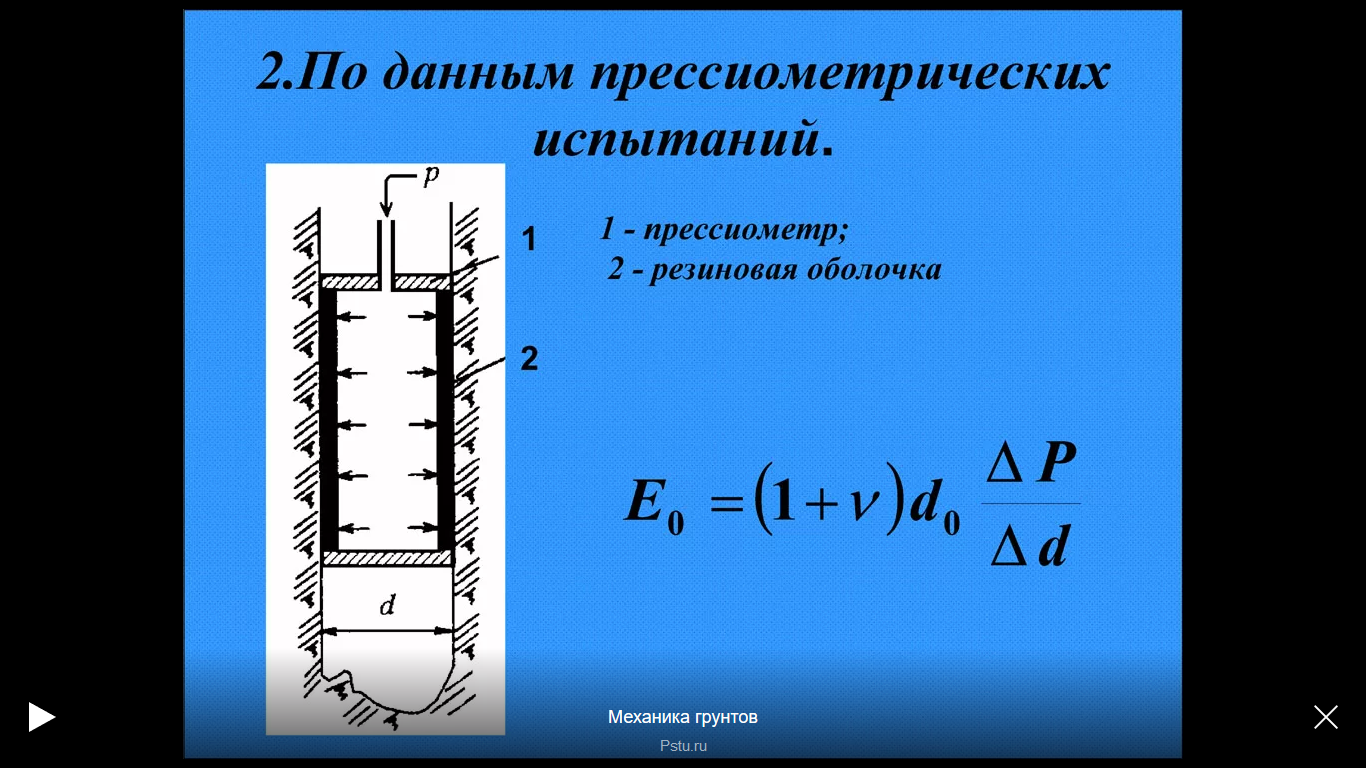 2.По данным прессиометрических
испытаний.
p
1
1 - прессиометр;
2 - резиновая оболочка
2
E₀ = (1 + ν) d₀ ΔP / Δd
d
Механика грунтов
Pstu.ru